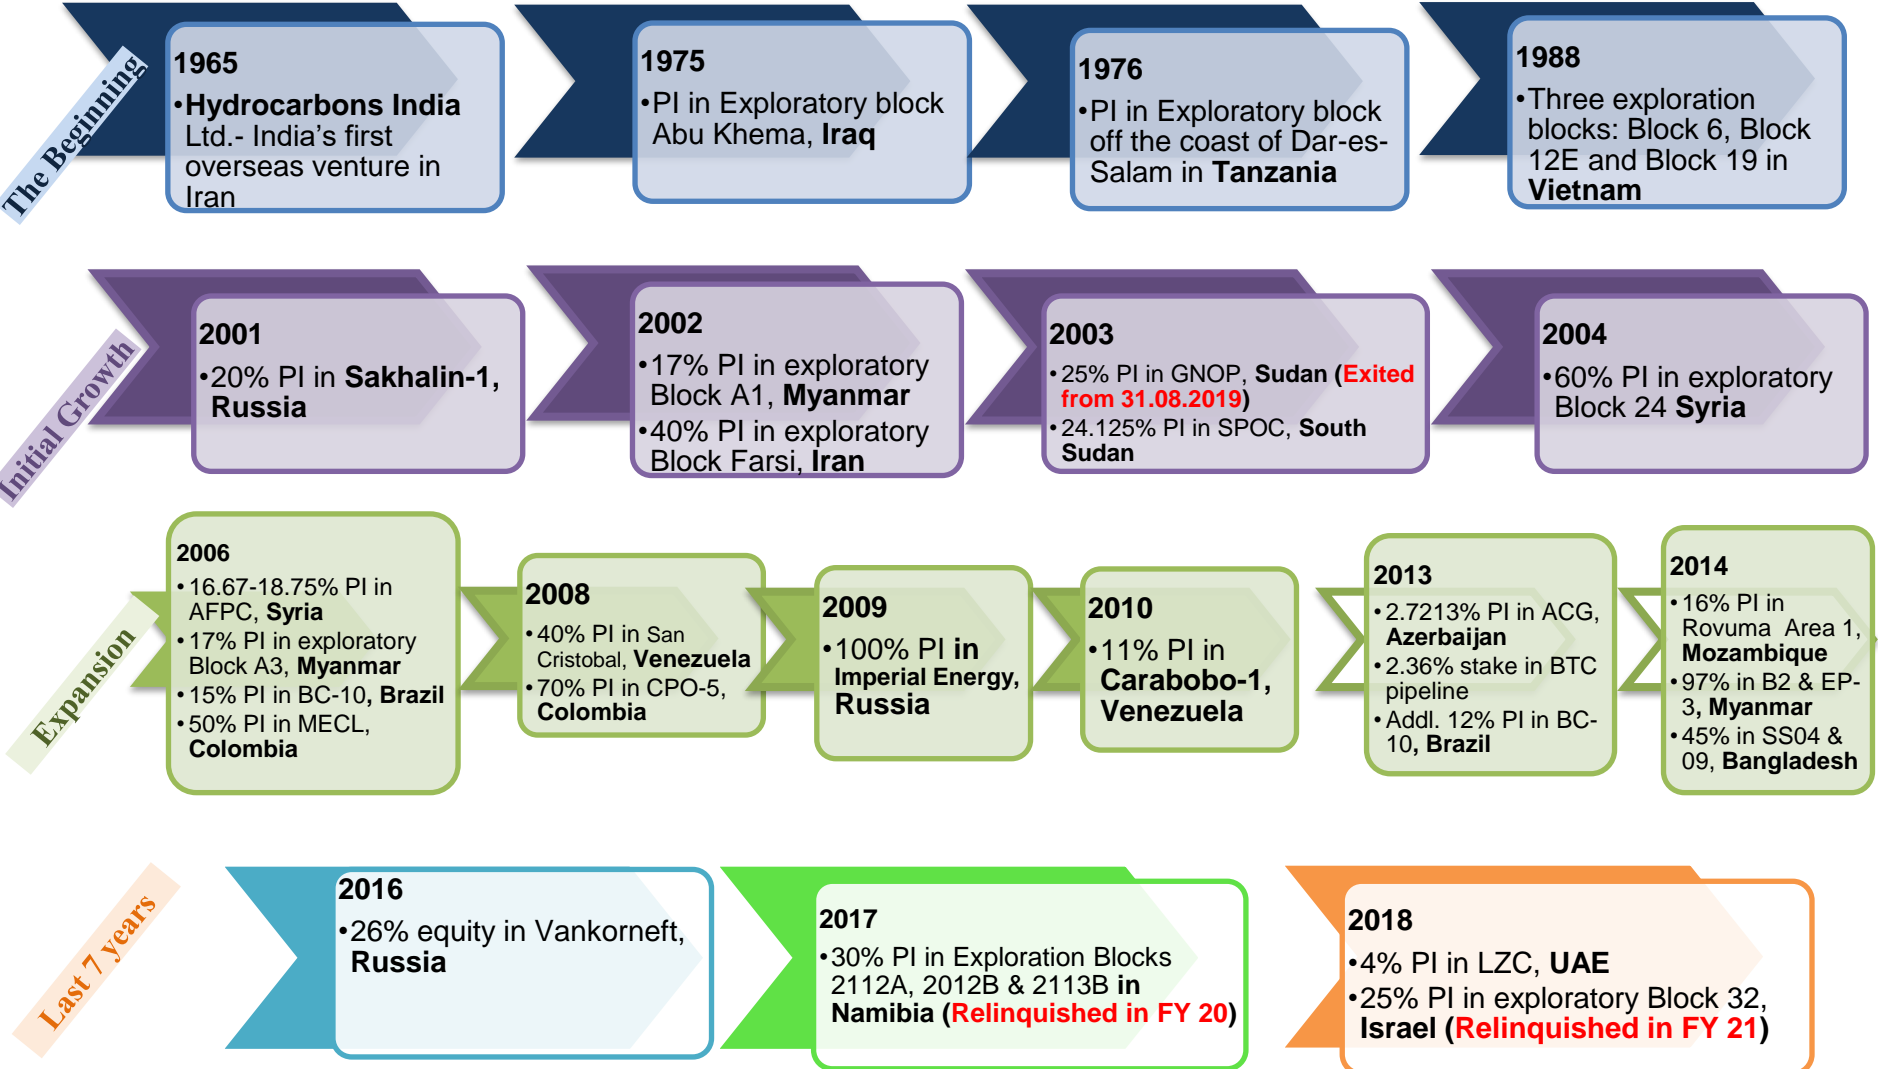 The Beginning
1965
•Hydrocarbons India
Ltd.- India’s first
overseas venture in
Iran
1975
•PI in Exploratory block
Abu Khema, Iraq
1976
•PI in Exploratory block
off the coast of Dar-es-
Salam in Tanzania
1988
•Three exploration
blocks: Block 6, Block
12E and Block 19 in
Vietnam
Initial Growth
2001
•20% PI in Sakhalin-1,
Russia
2002
•17% PI in exploratory
Block A1, Myanmar
•40% PI in exploratory
Block Farsi, Iran
2003
•25% PI in GNOP, Sudan (Exited
from 31.08.2019)
•24.125% PI in SPOC, South
Sudan
2004
•60% PI in exploratory
Block 24 Syria
Expansion
2006
•16.67-18.75% PI in
AFPC, Syria
•17% PI in exploratory
Block A3, Myanmar
•15% PI in BC-10, Brazil
•50% PI in MECL,
Colombia
2008
•40% PI in San
Cristobal, Venezuela
•70% PI in CPO-5,
Colombia
2009
•100% PI in
Imperial Energy,
Russia
2010
•11% PI in
Carabobo-1,
Venezuela
2013
•2.7213% PI in ACG,
Azerbaijan
•2.36% stake in BTC
pipeline
•Addl. 12% PI in BC-
10, Brazil
2014
•16% PI in
Rovuma Area 1,
Mozambique
•97% in B2 & EP-
3, Myanmar
•45% in SS04 &
09, Bangladesh
Last 7 years
2016
•26% equity in Vankorneft,
Russia
2017
•30% PI in Exploration Blocks
2112A, 2012B & 2113B in
Namibia (Relinquished in FY 20)
2018
•4% PI in LZC, UAE
•25% PI in exploratory Block 32,
Israel (Relinquished in FY 21)